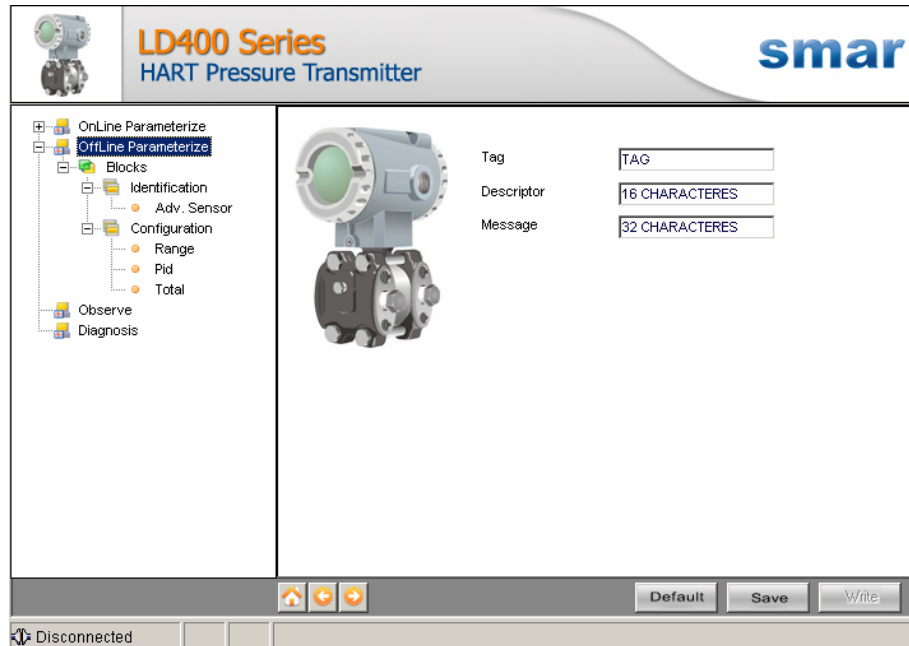 LD400 Series
HART Pressure Transmitter
smar
OnLine Parameterize
OffLine Parameterize
Blocks
Identification
Adv. Sensor
Configuration
Range
Pid
Total
Observe
Diagnosis
Tag TAG
Descriptor 16 CHARACTERES
Message 32 CHARACTERES
Default Save Write
Disconnected